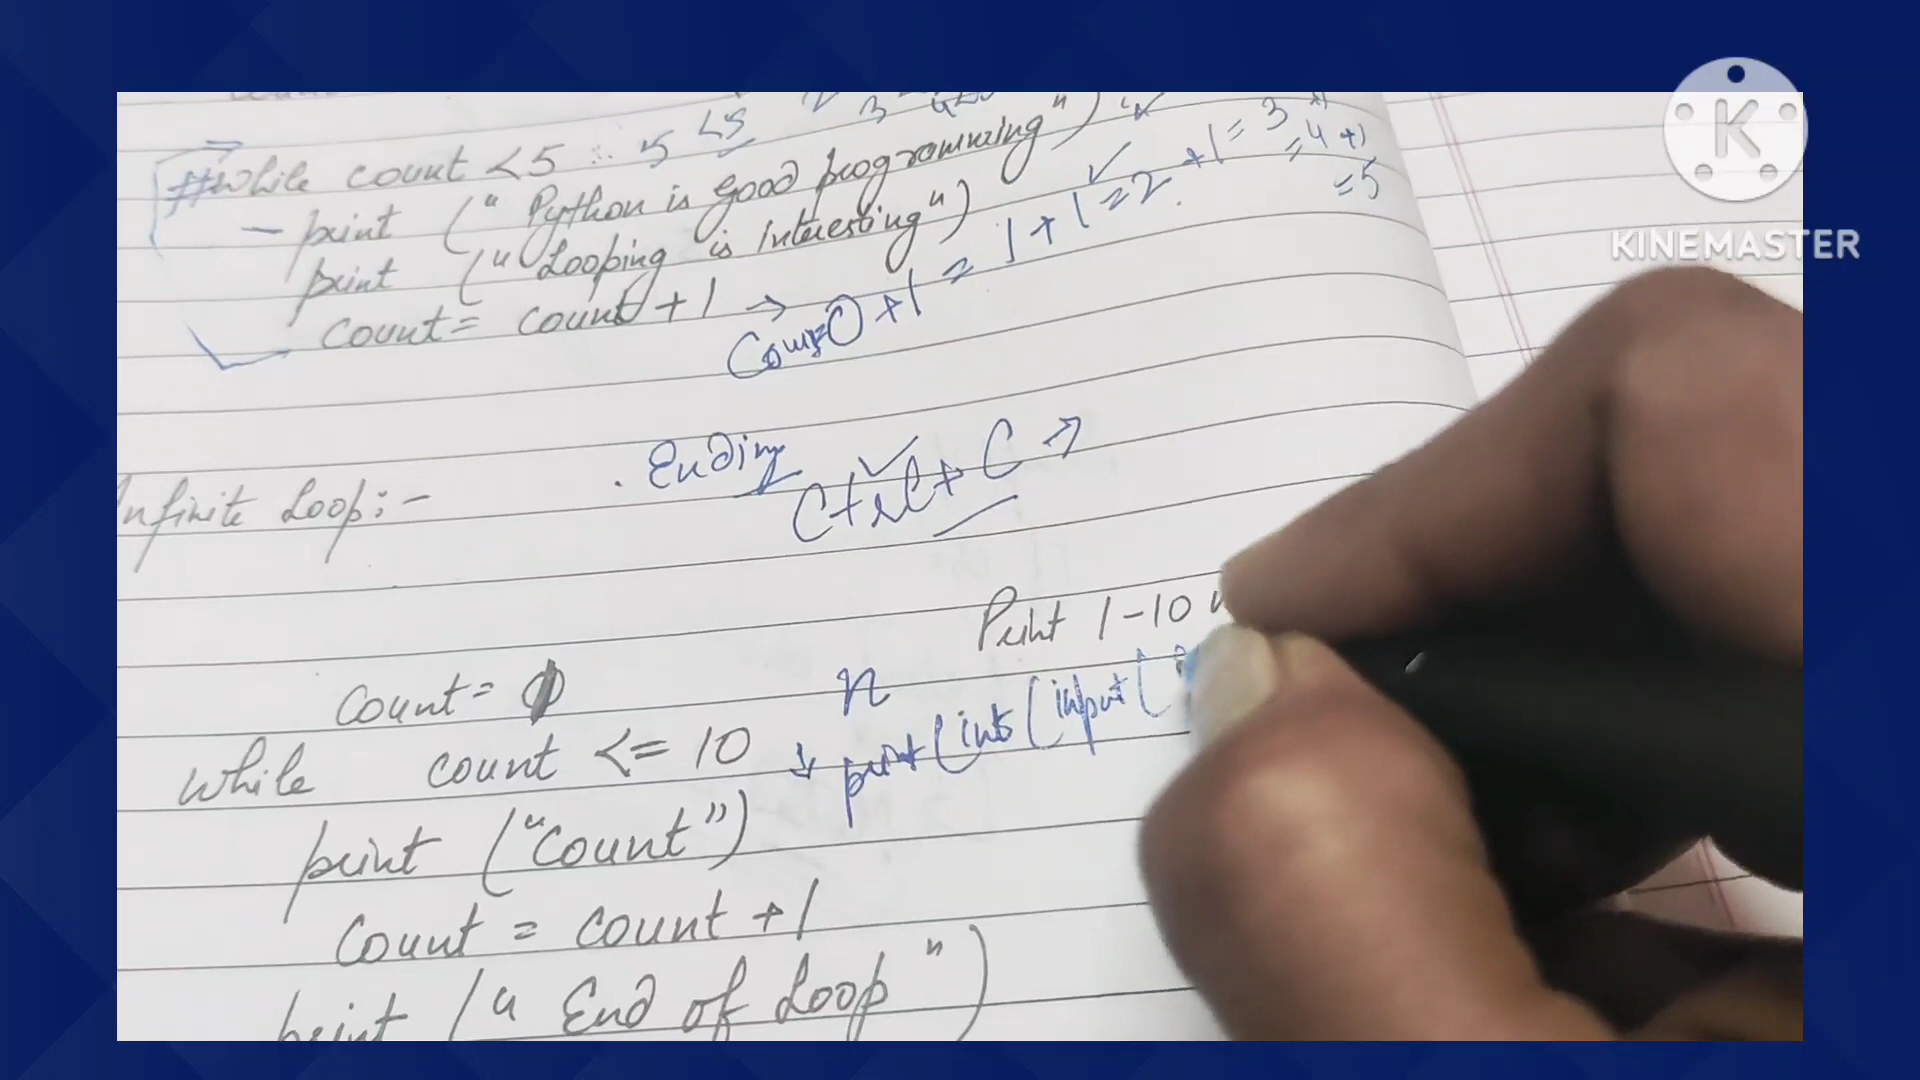 KINEMASTER
<5
3
##While count <5 5
- print (" Python is good programming")
print (" Looping is interesting")
count = count + 1 → Coun=0 +1 = 1 + 1 = 2 +1 = 3
= 4 +1
= 5
Ending
Infinite Loop:-
Ctrl + C →
Print 1 - 10
count =
n
while count <= 10
print (int (input (
print ("Count")
Count = count + 1
print (" End of Loop ")